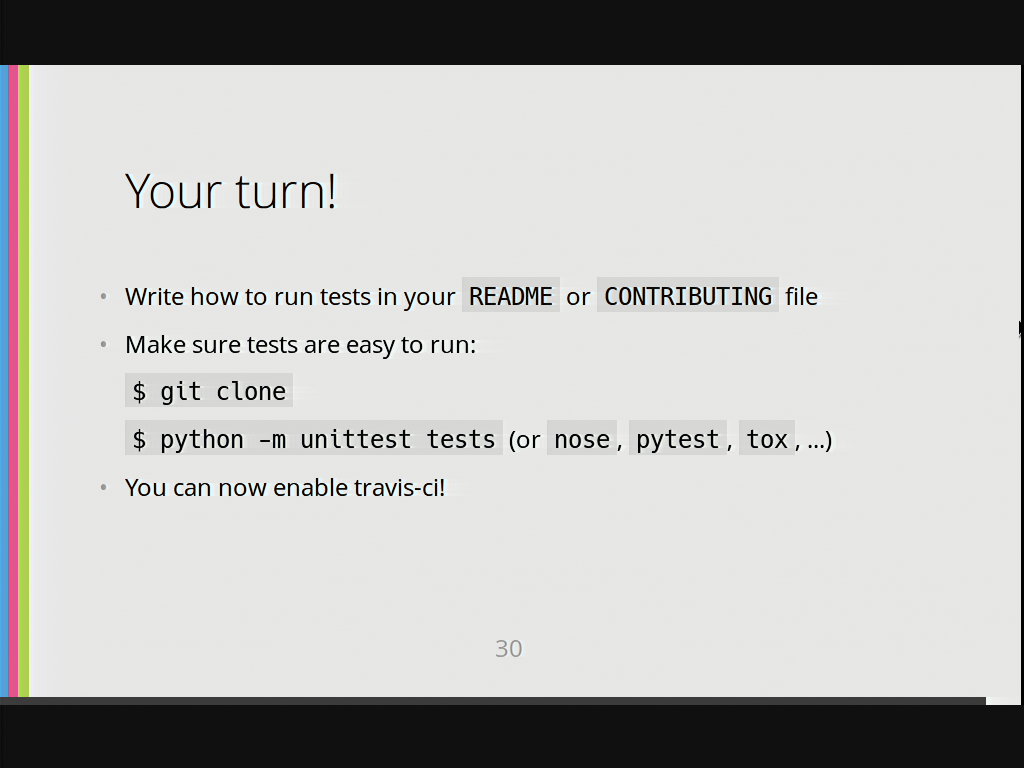 Your turn!
• Write how to run tests in your README or CONTRIBUTING file
• Make sure tests are easy to run:
$ git clone
$ python -m unittest tests (or nose, pytest, tox, ...)
• You can now enable travis-ci!
30